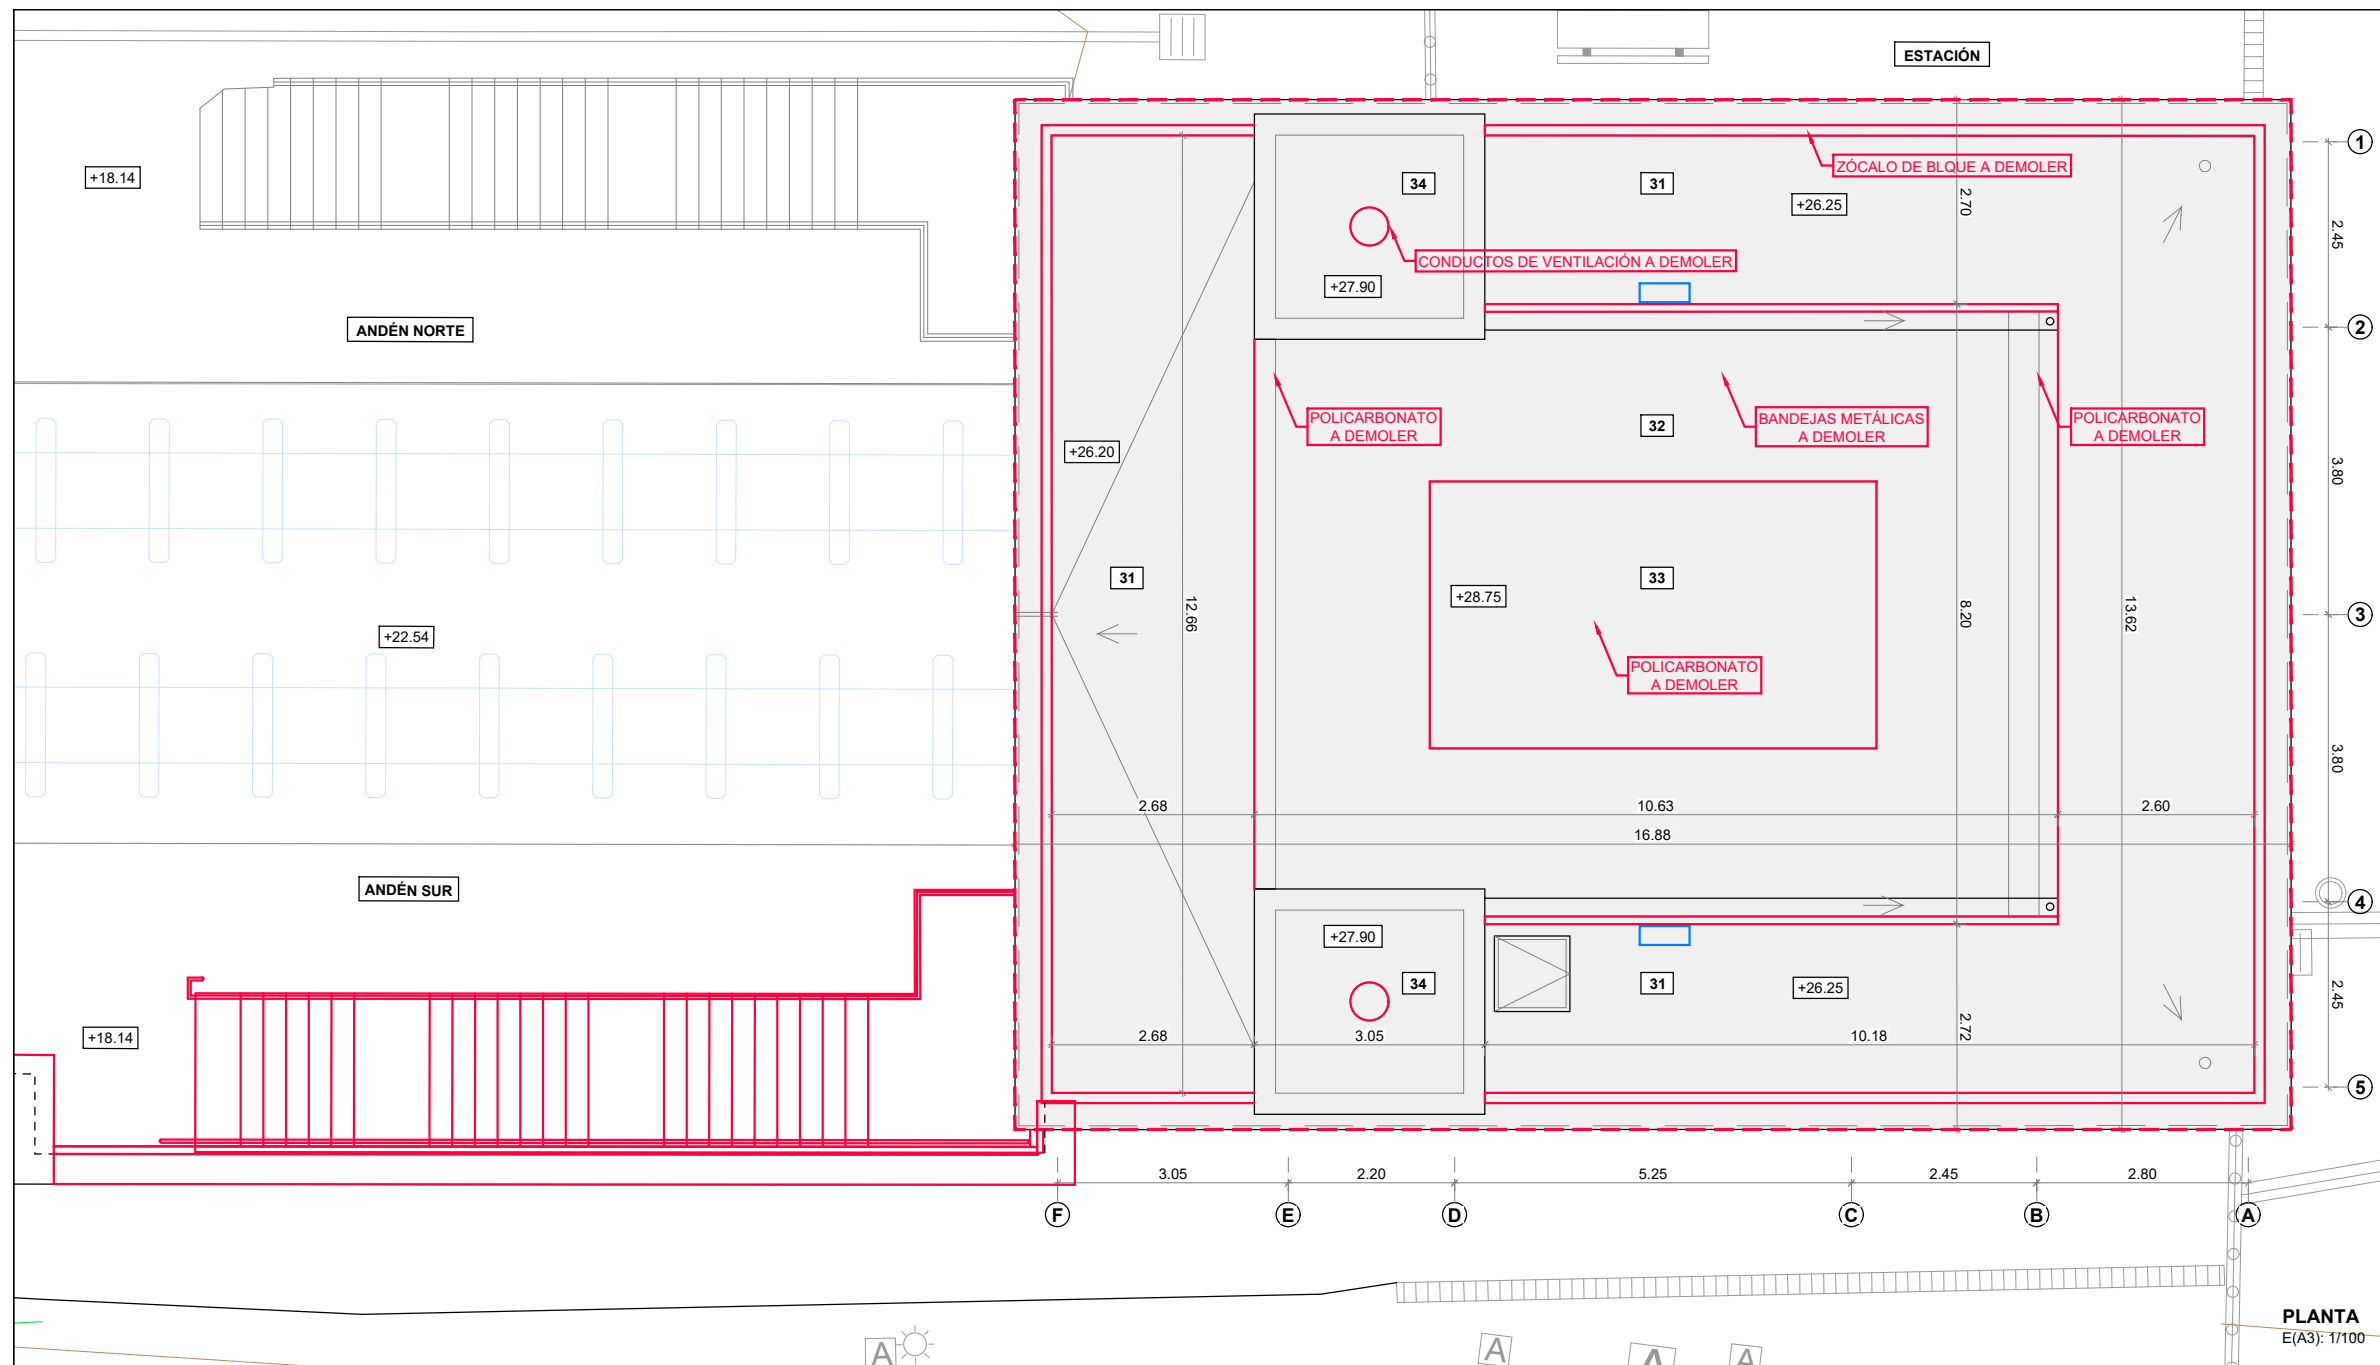 ESTACIÓN
1
ZÓCALO DE BLQUE A DEMOLER
+18.14
34
31
+26.25
2.70
2.45
CONDUCTOS DE VENTILACIÓN A DEMOLER
+27.90
ANDÉN NORTE
2
POLICARBONATO
A DEMOLER
32
BANDEJAS METÁLICAS
A DEMOLER
POLICARBONATO
A DEMOLER
+26.20
3.80
31
33
+28.75
12.66
8.20
13.62
3
+22.54
POLICARBONATO
A DEMOLER
3.80
2.68
10.63
2.60
16.88
ANDÉN SUR
4
+27.90
34
31
+26.25
2.45
+18.14
2.68
3.05
2.72
10.18
5
3.05
2.20
5.25
2.45
2.80
F
E
D
C
B
A
PLANTA
E(A3): 1/100
A
A
A
A